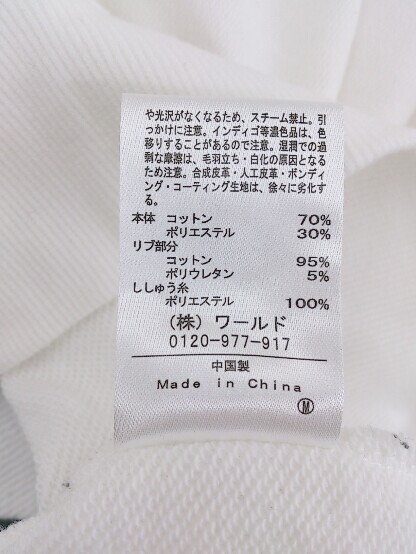 や光沢がなくなるため、スチーム禁止。引
っかけに注意。インディゴ等濃色品は、色
移りすることがあるので注意。湿潤での過
剰な摩擦は、毛羽立ち・白化の原因となる
ため注意。合成皮革・人工皮革・ボンディ
ング・コーティング生地は、徐々に劣化す
る。
本体 コットン 70%
ポリエステル 30%
リブ部分
コットン 95%
ポリウレタン 5%
ししゅう糸
ポリエステル 100%
(株) ワールド
0120-977-917
中国製
Made in China
Ⓜ